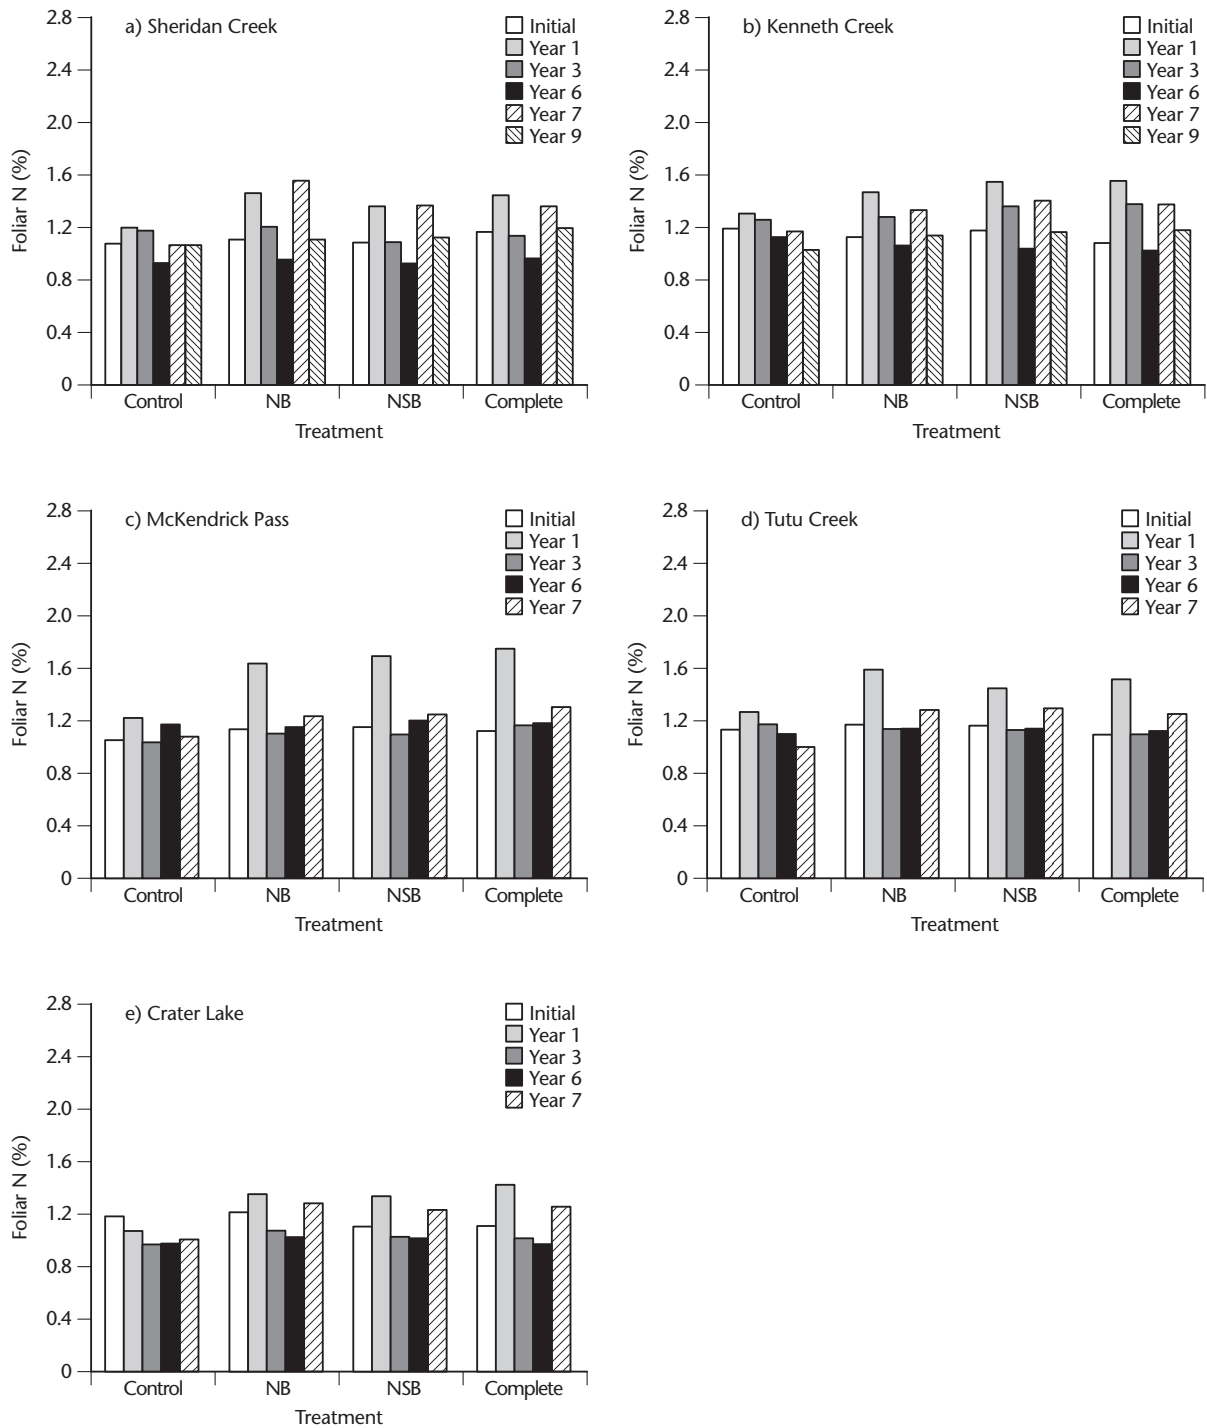 a) Sheridan Creek
Initial
Year 1
Year 3
Year 6
Year 7
Year 9
2.8
2.4
2.0
1.6
1.2
0.8
0.4
0
Foliar N (%)
Control NB NSB Complete
Treatment
b) Kenneth Creek
Initial
Year 1
Year 3
Year 6
Year 7
Year 9
2.8
2.4
2.0
1.6
1.2
0.8
0.4
0
Foliar N (%)
Control NB NSB Complete
Treatment
c) McKendrick Pass
Initial
Year 1
Year 3
Year 6
Year 7
2.8
2.4
2.0
1.6
1.2
0.8
0.4
0
Foliar N (%)
Control NB NSB Complete
Treatment
d) Tutu Creek
Initial
Year 1
Year 3
Year 6
Year 7
2.8
2.4
2.0
1.6
1.2
0.8
0.4
0
Foliar N (%)
Control NB NSB Complete
Treatment
e) Crater Lake
Initial
Year 1
Year 3
Year 6
Year 7
2.8
2.4
2.0
1.6
1.2
0.8
0.4
0
Foliar N (%)
Control NB NSB Complete
Treatment